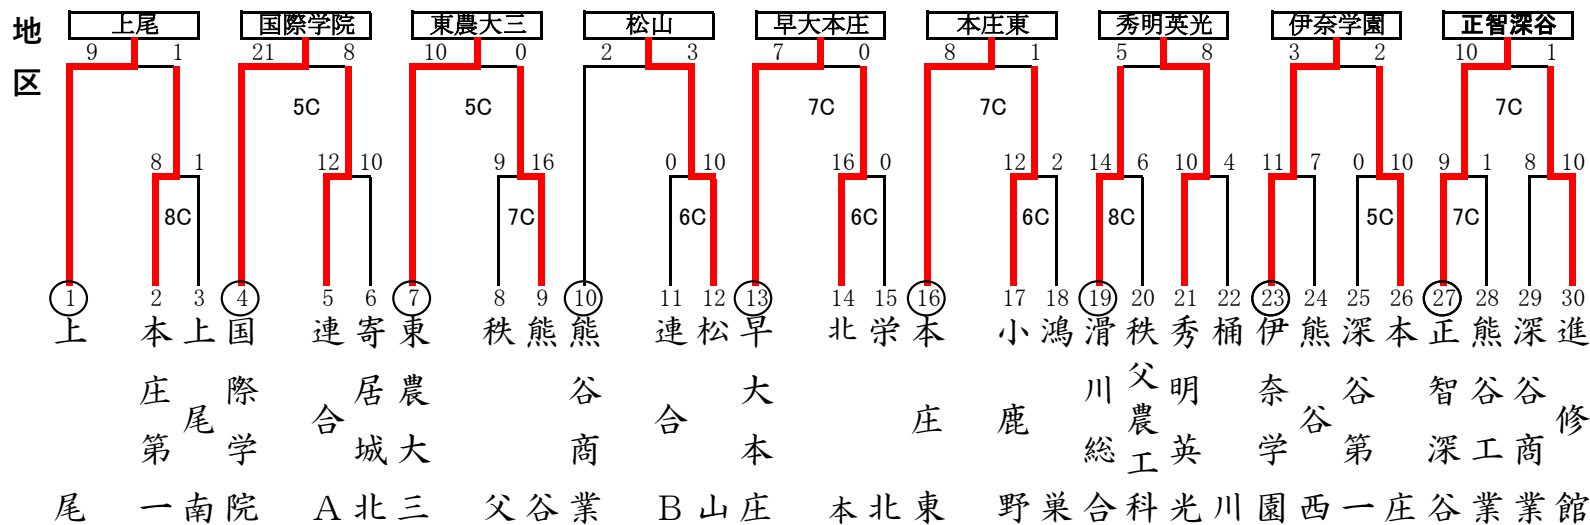 地区
上尾 国際学院 東農大三 松山 早大本庄 本庄東 秀明英光 伊奈学園 正智深谷
9 1 21 8 10 0 2 3 7 0 8 1 5 8 3 2 10 1
5C 5C 7C 7C 7C
8 1 12 10 9 16 0 10 16 0 12 2 14 6 10 4 11 7 0 10 9 1 8 10
8C 7C 6C 6C 6C 8C 5C 7C
1 2 3 4 5 6 7 8 9 10 11 12 13 14 15 16 17 18 19 20 21 22 23 24 25 26 27 28 29 30
上尾
本庄第一
上尾南
国際学院
連合A
寄居城北
東農大三
秩父
熊谷
熊谷商業
連合B
松山
早大本庄
北本
栄北
本庄東
小鹿野
鴻巣
滑川総合
秩父農工科
秀明英光
桶川
伊奈学園
熊谷西
深谷第一
本庄
正智深谷
熊谷工業
深谷商業
進修館